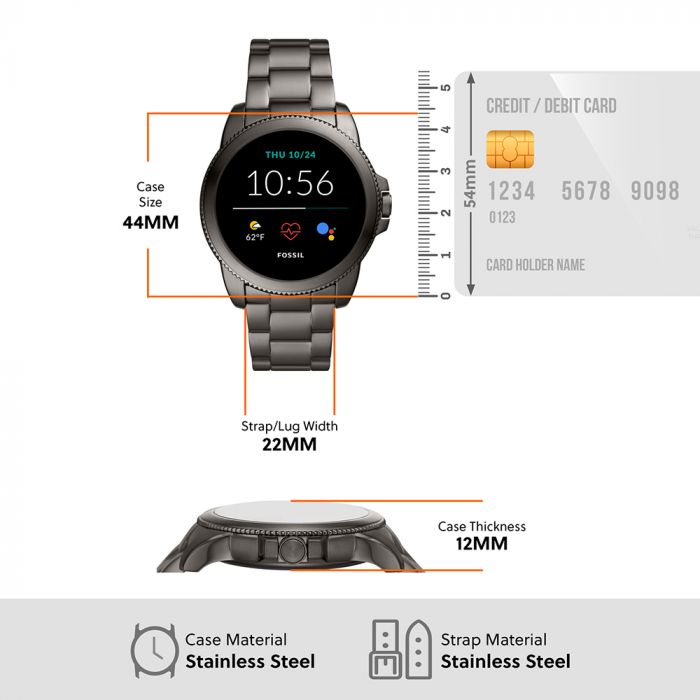 THU 10/24
10:56
62°F
FOSSIL
Case
Size
44MM
5
4
3
2
1
0
54mm
CREDIT / DEBIT CARD
1234 5678 9098
0123
CARD HOLDER NAME
Strap/Lug Width
22MM
Case Thickness
12MM
Case Material
Stainless Steel
Strap Material
Stainless Steel